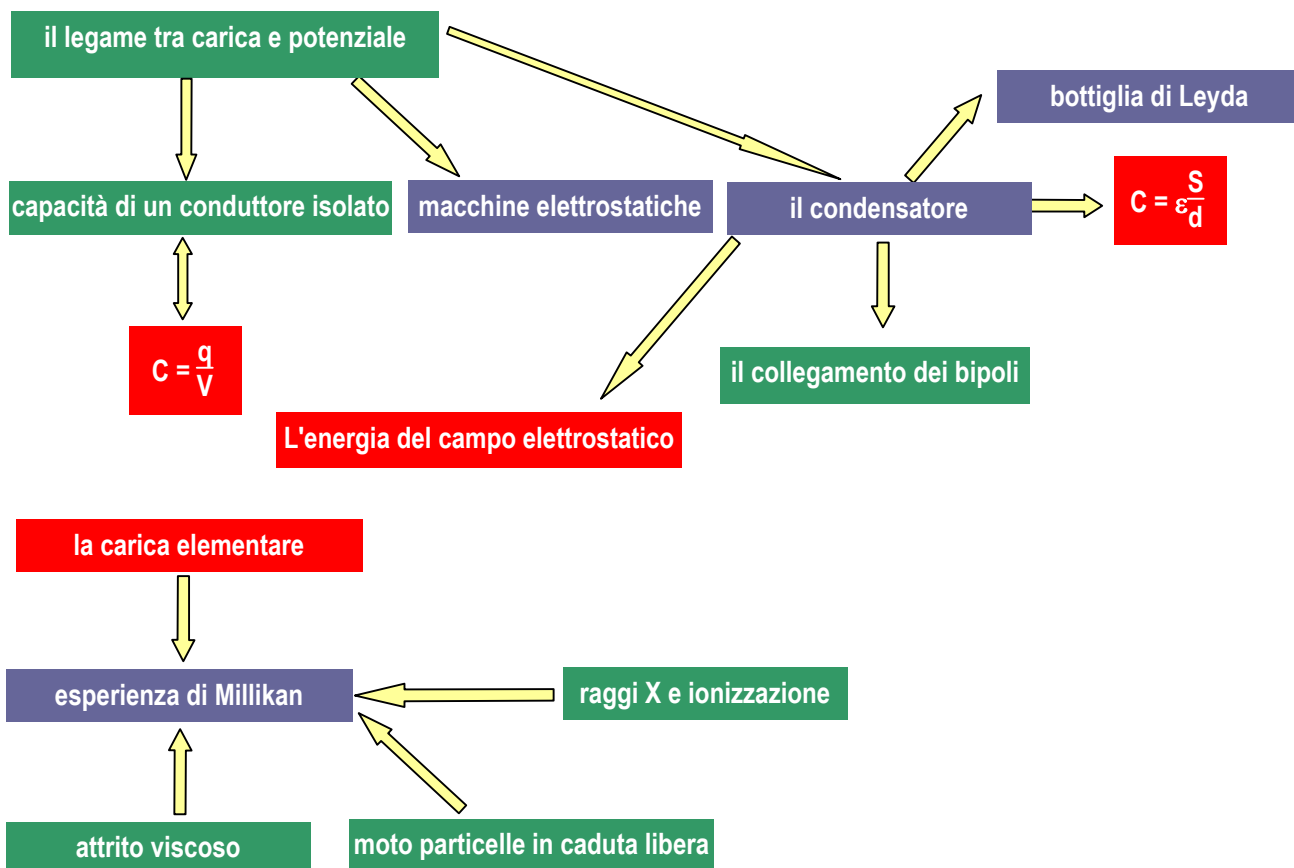 il legame tra carica e potenziale
bottiglia di Leyda
capacità di un conduttore isolato
macchine elettrostatiche
il condensatore
C = ε S/d
C = q/V
il collegamento dei bipoli
L'energia del campo elettrostatico
la carica elementare
esperienza di Millikan
raggi X e ionizzazione
attrito viscoso
moto particelle in caduta libera